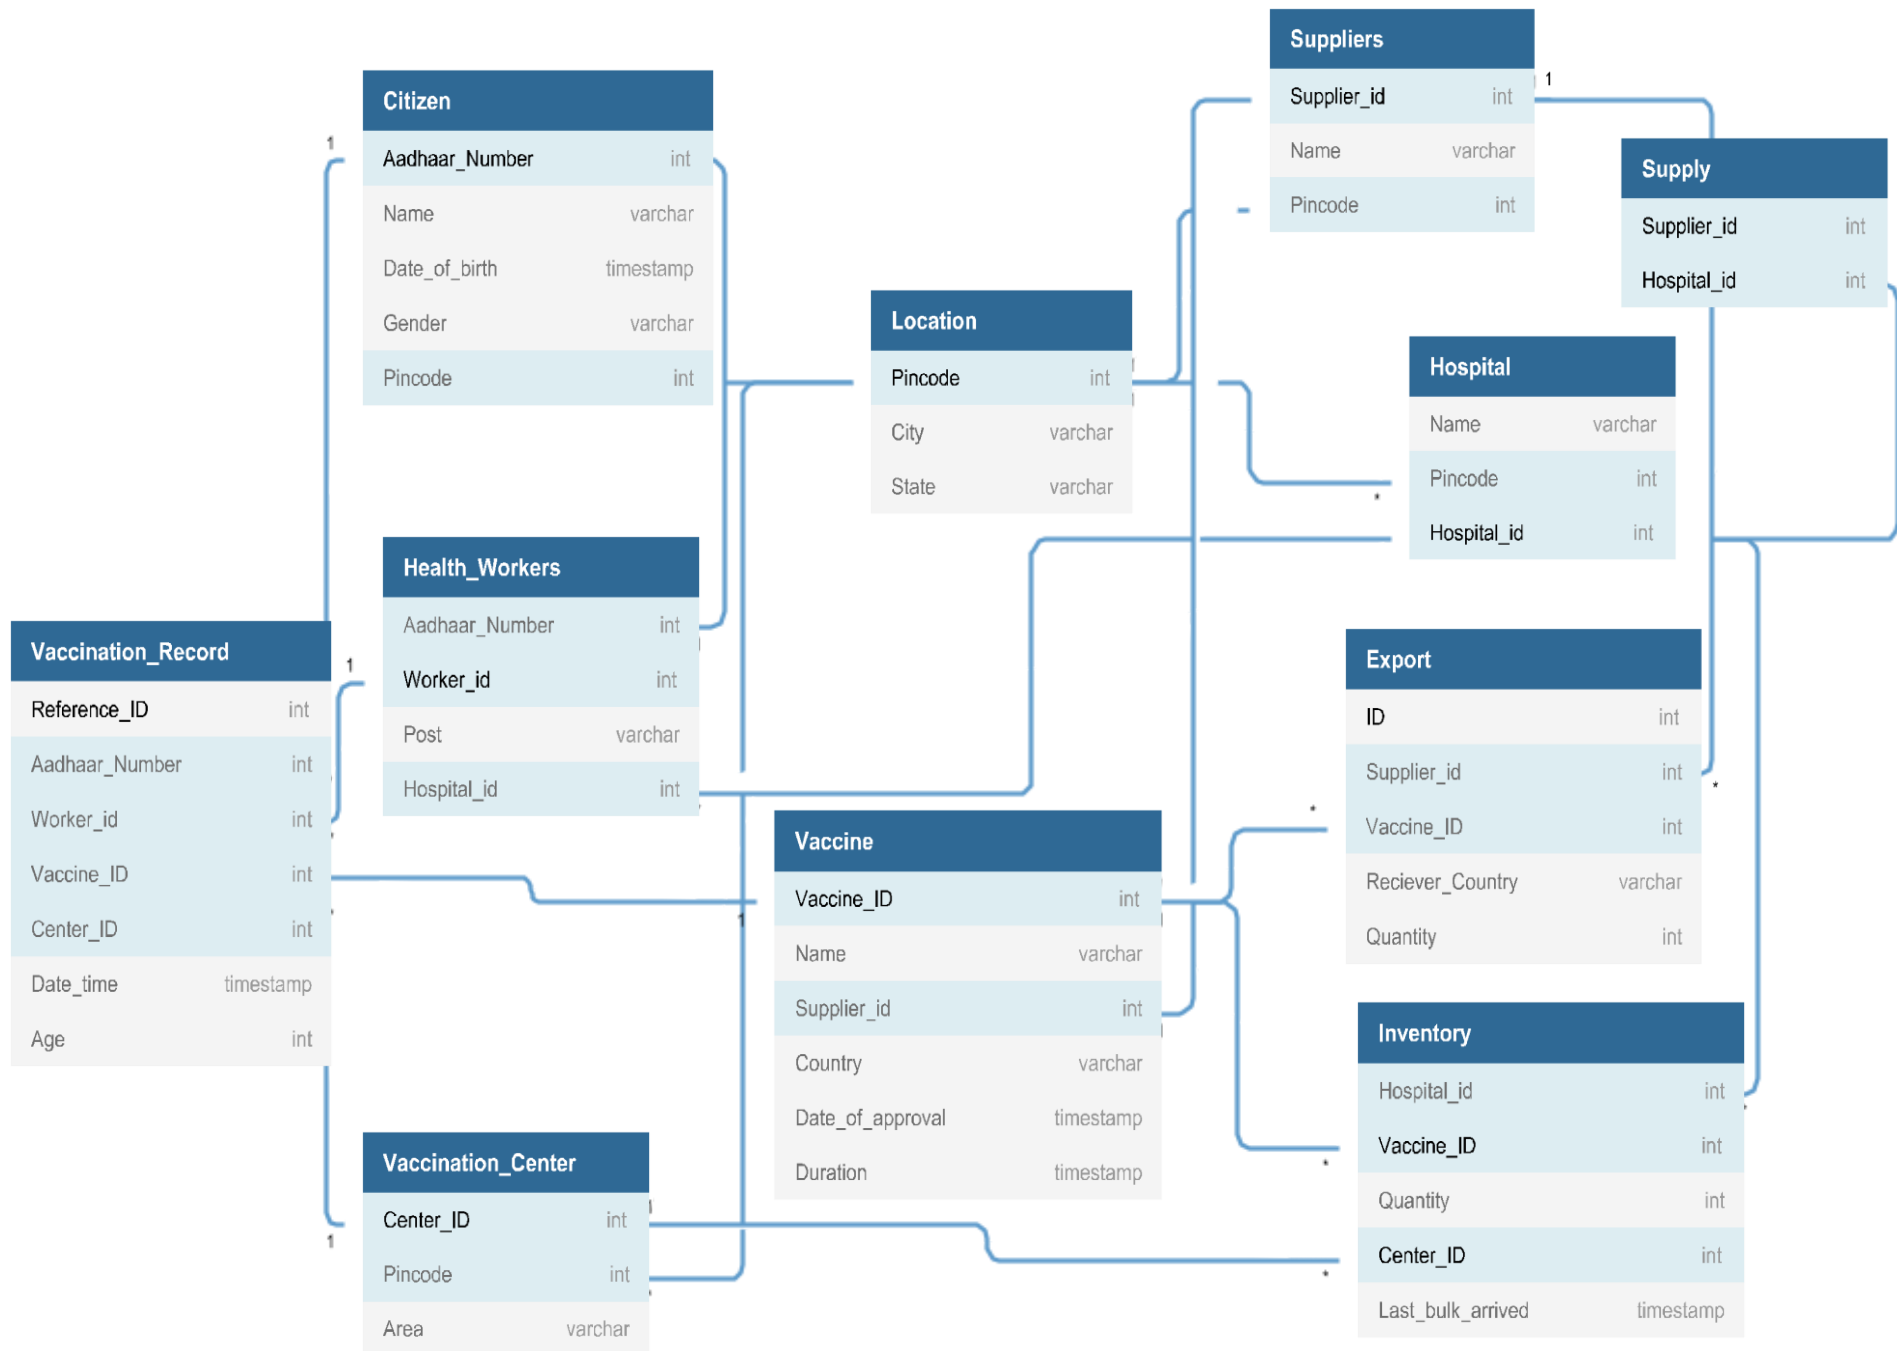 Citizen
Aadhaar_Number int
Name varchar
Date_of_birth timestamp
Gender varchar
Pincode int
Suppliers
Supplier_id int
Name varchar
Pincode int
Supply
Supplier_id int
Hospital_id int
Location
Pincode int
City varchar
State varchar
Hospital
Name varchar
Pincode int
Hospital_id int
Health_Workers
Aadhaar_Number int
Worker_id int
Post varchar
Hospital_id int
Vaccination_Record
Reference_ID int
Aadhaar_Number int
Worker_id int
Vaccine_ID int
Center_ID int
Date_time timestamp
Age int
Export
ID int
Supplier_id int
Vaccine_ID int
Reciever_Country varchar
Quantity int
Vaccine
Vaccine_ID int
Name varchar
Supplier_id int
Country varchar
Date_of_approval timestamp
Duration timestamp
Inventory
Hospital_id int
Vaccine_ID int
Quantity int
Center_ID int
Last_bulk_arrived timestamp
Vaccination_Center
Center_ID int
Pincode int
Area varchar
1
1
1
1
1
*
*
*
*
*